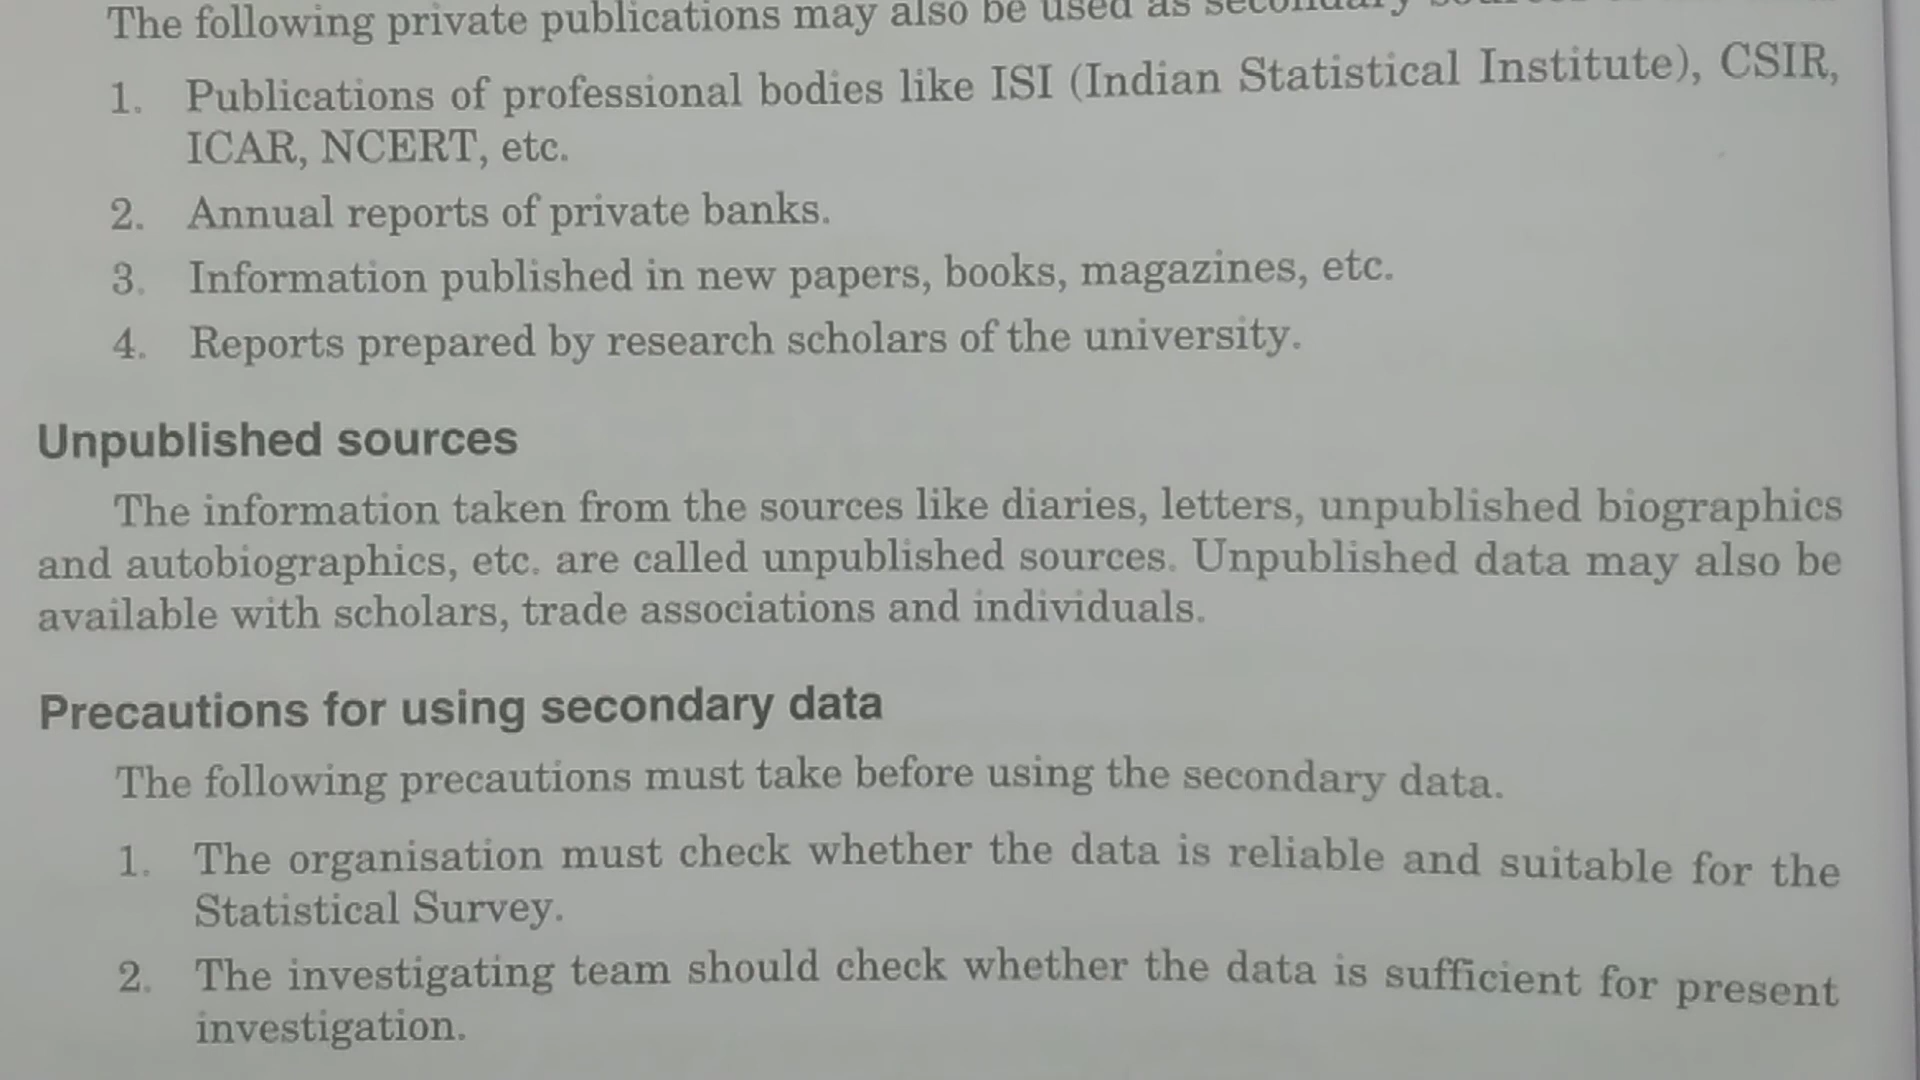 The following private publications may also be used as secondary
1. Publications of professional bodies like ISI (Indian Statistical Institute), CSIR,
ICAR, NCERT, etc.
2. Annual reports of private banks.
3. Information published in new papers, books, magazines, etc.
4. Reports prepared by research scholars of the university.
Unpublished sources
The information taken from the sources like diaries, letters, unpublished biographics
and autobiographics, etc. are called unpublished sources. Unpublished data may also be
available with scholars, trade associations and individuals.
Precautions for using secondary data
The following precautions must take before using the secondary data.
1. The organisation must check whether the data is reliable and suitable for the
Statistical Survey.
2. The investigating team should check whether the data is sufficient for present
investigation.